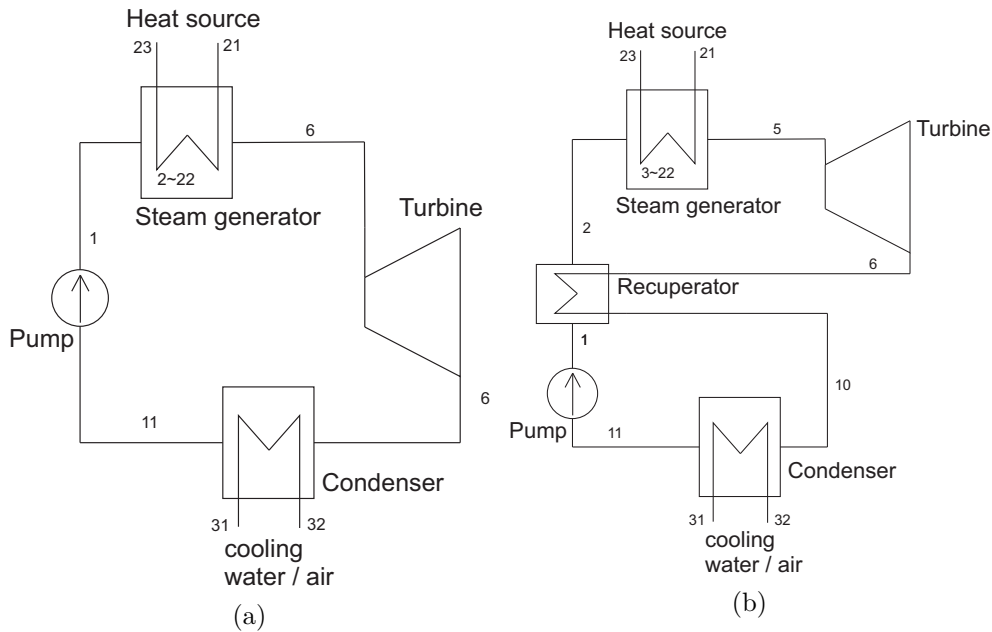 Heat source
23
21
6
2~22
Steam generator
Turbine
1
Pump
6
11
Condenser
31
32
cooling
water / air
(a)
Heat source
23
21
5
Turbine
3~22
Steam generator
2
6
Recuperator
1
10
Pump
11
Condenser
31
32
cooling
water / air
(b)